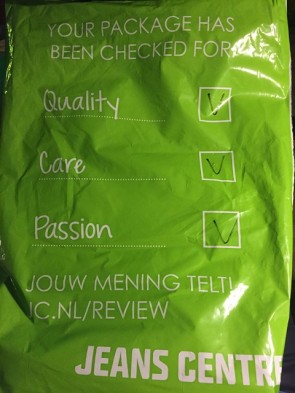 YOUR PACKAGE HAS
BEEN CHECKED FOR
Quality
Care
Passion
JOUW MENING TELT!
JC.NL/REVIEW
JEANS CENTRE